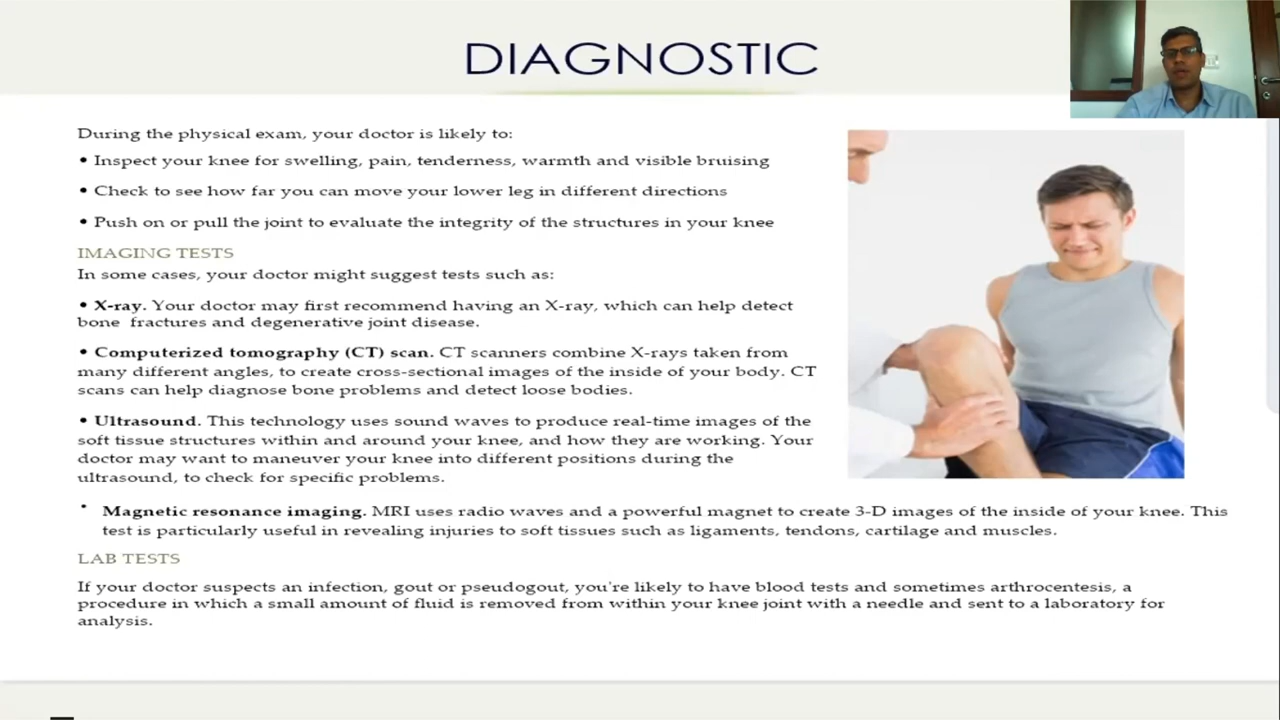 DIAGNOSTIC
During the physical exam, your doctor is likely to:
• Inspect your knee for swelling, pain, tenderness, warmth and visible bruising
• Check to see how far you can move your lower leg in different directions
• Push on or pull the joint to evaluate the integrity of the structures in your knee
IMAGING TESTS
In some cases, your doctor might suggest tests such as:
• X-ray. Your doctor may first recommend having an X-ray, which can help detect
bone fractures and degenerative joint disease.
• Computerized tomography (CT) scan. CT scanners combine X-rays taken from
many different angles, to create cross-sectional images of the inside of your body. CT
scans can help diagnose bone problems and detect loose bodies.
• Ultrasound. This technology uses sound waves to produce real-time images of the
soft tissue structures within and around your knee, and how they are working. Your
doctor may want to maneuver your knee into different positions during the
ultrasound, to check for specific problems.
• Magnetic resonance imaging. MRI uses radio waves and a powerful magnet to create 3-D images of the inside of your knee. This
test is particularly useful in revealing injuries to soft tissues such as ligaments, tendons, cartilage and muscles.
LAB TESTS
If your doctor suspects an infection, gout or pseudogout, you're likely to have blood tests and sometimes arthrocentesis, a
procedure in which a small amount of fluid is removed from within your knee joint with a needle and sent to a laboratory for
analysis.